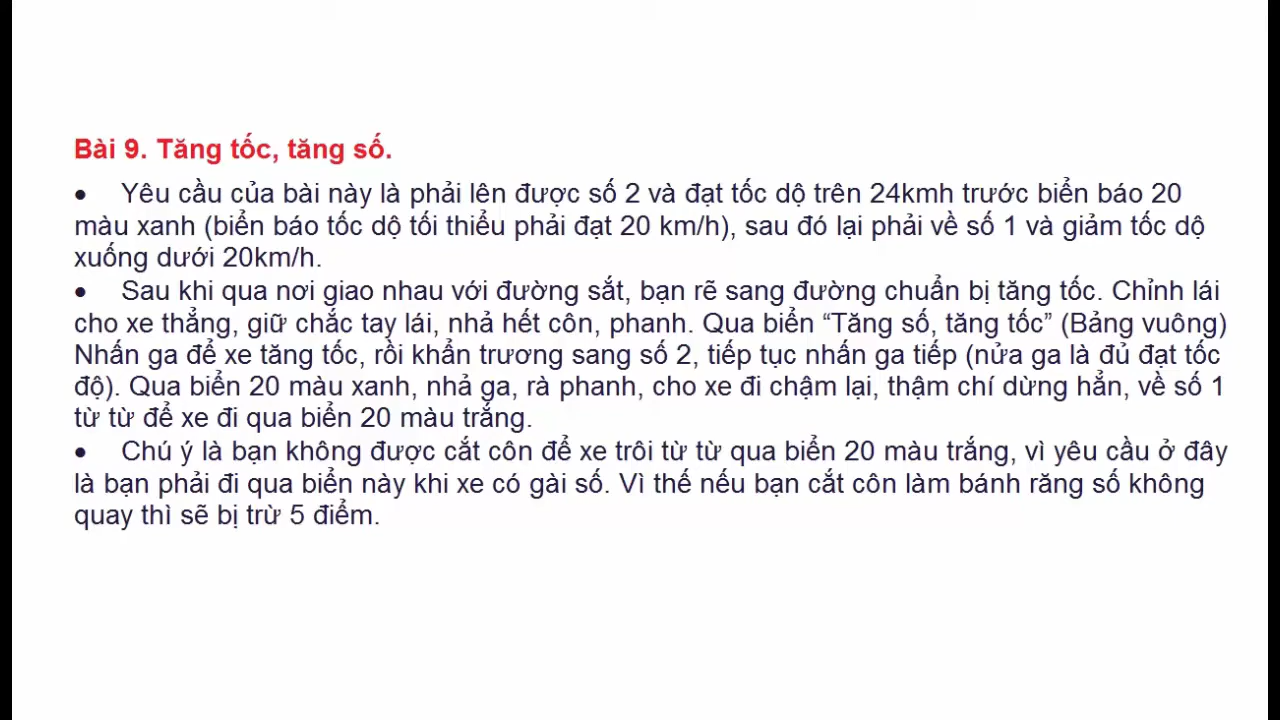 Bài 9. Tăng tốc, tăng số.
• Yêu cầu của bài này là phải lên được số 2 và đạt tốc dộ trên 24kmh trước biển báo 20
màu xanh (biển báo tốc dộ tối thiểu phải đạt 20 km/h), sau đó lại phải về số 1 và giảm tốc dộ
xuống dưới 20km/h.
• Sau khi qua nơi giao nhau với đường sắt, bạn rẽ sang đường chuẩn bị tăng tốc. Chỉnh lái
cho xe thẳng, giữ chắc tay lái, nhả hết côn, phanh. Qua biển “Tăng số, tăng tốc” (Bảng vuông)
Nhấn ga để xe tăng tốc, rồi khẩn trương sang số 2, tiếp tục nhấn ga tiếp (nửa ga là đủ đạt tốc
độ). Qua biển 20 màu xanh, nhả ga, rà phanh, cho xe đi chậm lại, thậm chí dừng hẳn, về số 1
từ từ để xe đi qua biển 20 màu trắng.
• Chú ý là bạn không được cắt côn để xe trôi từ từ qua biển 20 màu trắng, vì yêu cầu ở đây
là bạn phải đi qua biển này khi xe có gài số. Vì thế nếu bạn cắt côn làm bánh răng số không
quay thì sẽ bị trừ 5 điểm.